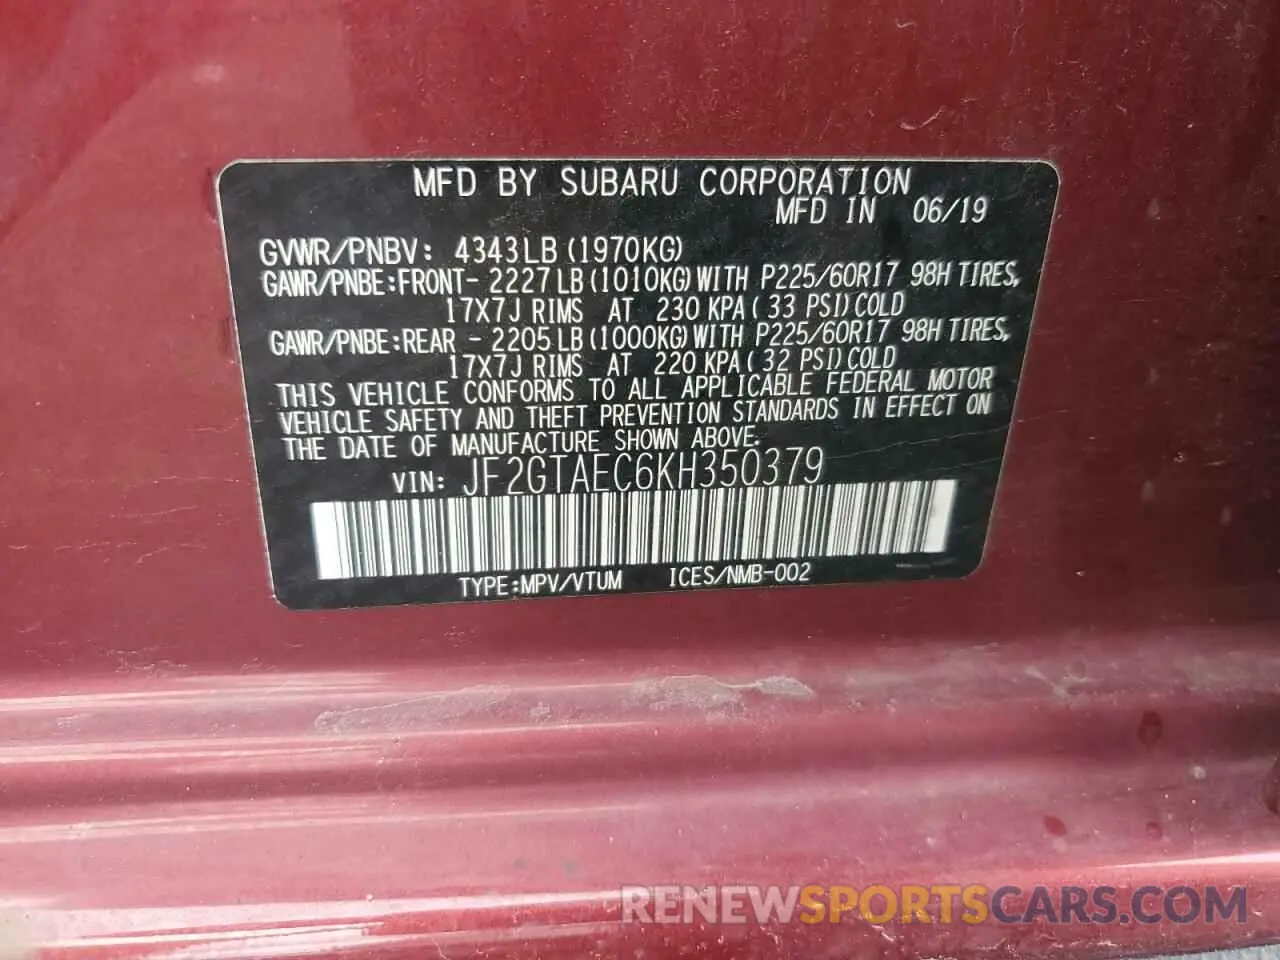 MFD BY SUBARU CORPORATION
MFD IN 06/19
GVWR/PNBV: 4343LB (1970KG)
GAWR/PNBE:FRONT- 2227 LB (1010KG) WITH P225/60R17 98H TIRES,
17X7J RIMS AT 230 KPA ( 33 PSI) COLD
GAWR/PNBE:REAR - 2205 LB (1000KG) WITH P225/60R17 98H TIRES,
17X7J RIMS AT 220 KPA ( 32 PSI) COLD
THIS VEHICLE CONFORMS TO ALL APPLICABLE FEDERAL MOTOR
VEHICLE SAFETY AND THEFT PREVENTION STANDARDS IN EFFECT ON
THE DATE OF MANUFACTURE SHOWN ABOVE.
VIN: JF2GTAEC6KH350379
TYPE:MPV/VTUM ICES/NMB-002
RENEWSPORTSCARS.COM